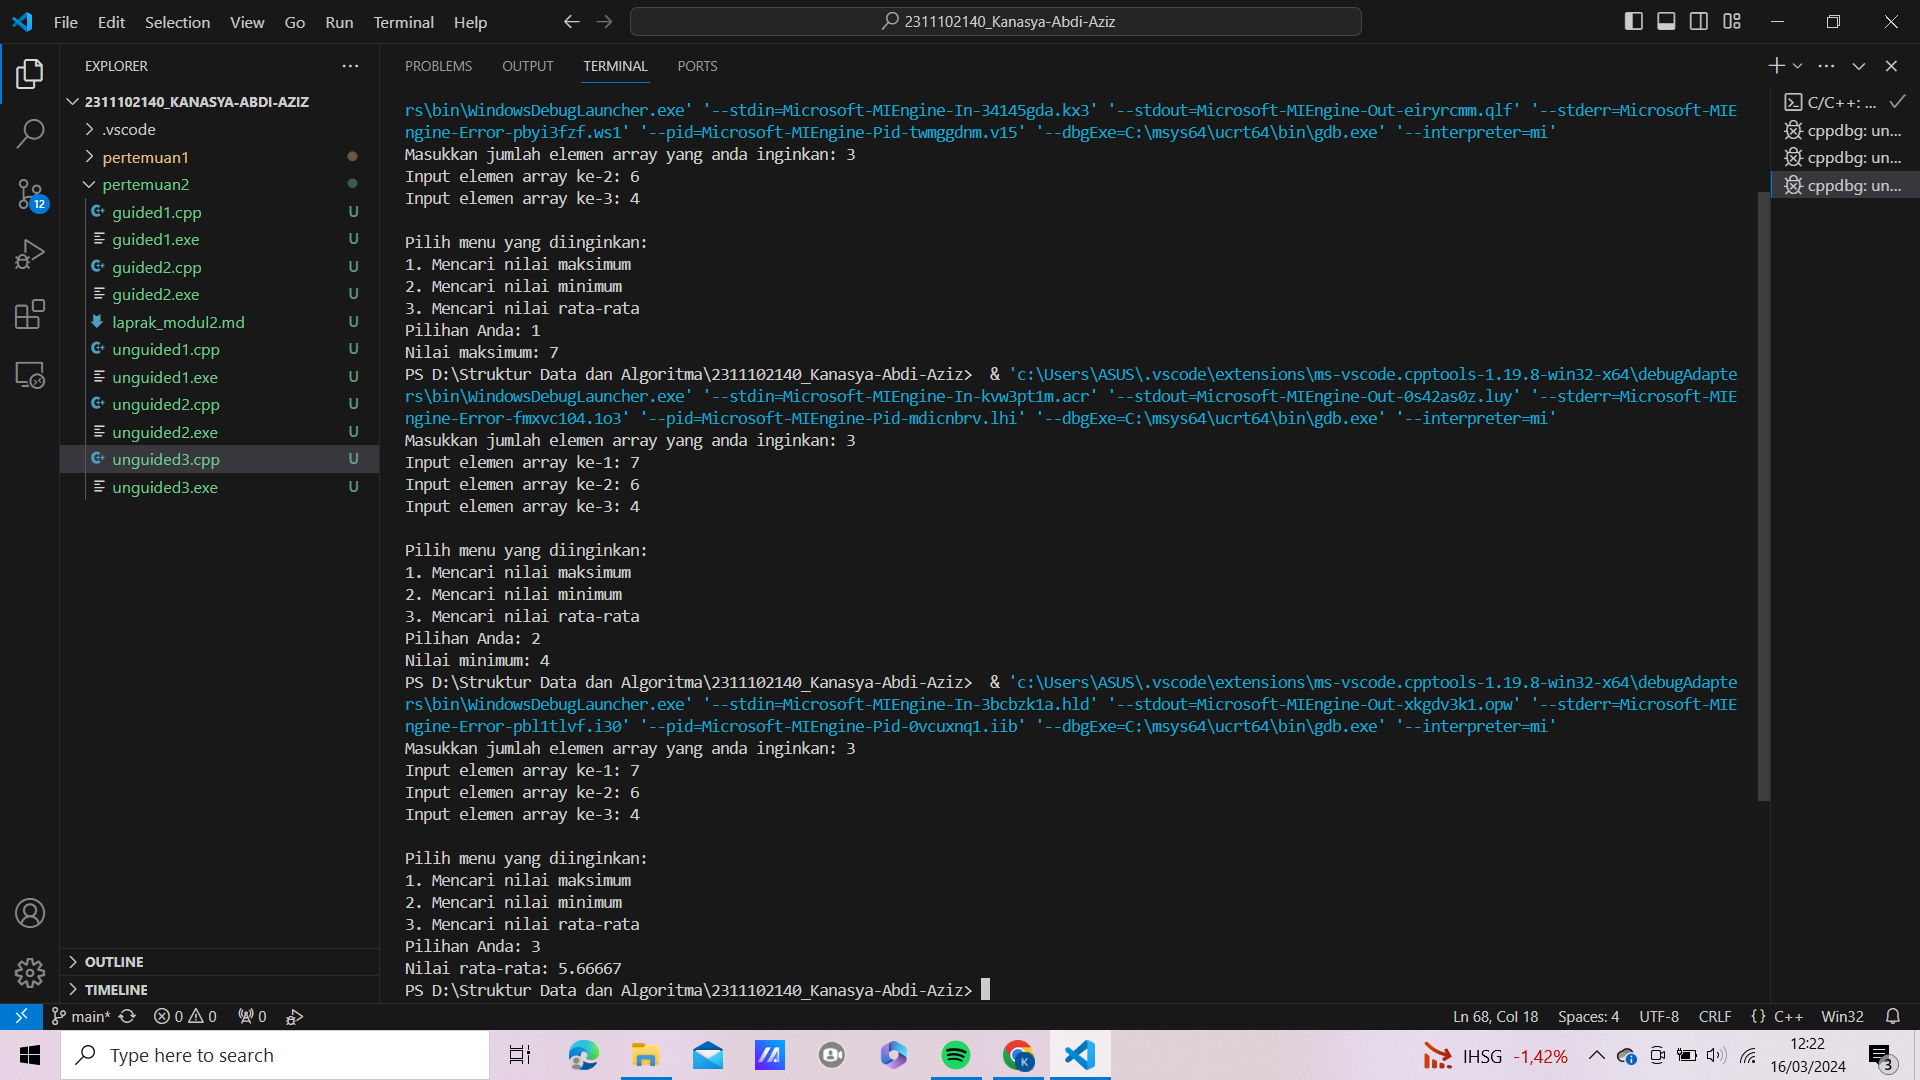 File Edit Selection View Go Run Terminal Help
2311102140_Kanasya-Abdi-Aziz
EXPLORER
2311102140_KANASYA-ABDI-AZIZ
.vscode
pertemuan1
pertemuan2
guided1.cpp U
guided1.exe U
guided2.cpp U
guided2.exe U
laprak_modul2.md U
unguided1.cpp U
unguided1.exe U
unguided2.cpp U
unguided2.exe U
unguided3.cpp U
unguided3.exe U
OUTLINE
TIMELINE
12
PROBLEMS OUTPUT TERMINAL PORTS
rs\bin\WindowsDebugLauncher.exe' '--stdin=Microsoft-MIEngine-In-34145gda.kx3' '--stdout=Microsoft-MIEngine-Out-eiryrcmm.qlf' '--stderr=Microsoft-MIE
ngine-Error-pbyi3fzf.ws1' '--pid=Microsoft-MIEngine-Pid-twmggdnm.v15' '--dbgExe=C:\msys64\ucrt64\bin\gdb.exe' '--interpreter=mi'
Masukkan jumlah elemen array yang anda inginkan: 3
Input elemen array ke-2: 6
Input elemen array ke-3: 4
Pilih menu yang diinginkan:
1. Mencari nilai maksimum
2. Mencari nilai minimum
3. Mencari nilai rata-rata
Pilihan Anda: 1
Nilai maksimum: 7
PS D:\Struktur Data dan Algoritma\2311102140_Kanasya-Abdi-Aziz>  & 'c:\Users\ASUS\.vscode\extensions\ms-vscode.cpptools-1.19.8-win32-x64\debugAdapte
rs\bin\WindowsDebugLauncher.exe' '--stdin=Microsoft-MIEngine-In-kvw3pt1m.acr' '--stdout=Microsoft-MIEngine-Out-0s42as0z.luy' '--stderr=Microsoft-MIE
ngine-Error-fmxvc104.1o3' '--pid=Microsoft-MIEngine-Pid-mdicnbrv.lhi' '--dbgExe=C:\msys64\ucrt64\bin\gdb.exe' '--interpreter=mi'
Masukkan jumlah elemen array yang anda inginkan: 3
Input elemen array ke-1: 7
Input elemen array ke-2: 6
Input elemen array ke-3: 4
Pilih menu yang diinginkan:
1. Mencari nilai maksimum
2. Mencari nilai minimum
3. Mencari nilai rata-rata
Pilihan Anda: 2
Nilai minimum: 4
PS D:\Struktur Data dan Algoritma\2311102140_Kanasya-Abdi-Aziz>  & 'c:\Users\ASUS\.vscode\extensions\ms-vscode.cpptools-1.19.8-win32-x64\debugAdapte
rs\bin\WindowsDebugLauncher.exe' '--stdin=Microsoft-MIEngine-In-3bcbzk1a.hld' '--stdout=Microsoft-MIEngine-Out-xkgdv3k1.opw' '--stderr=Microsoft-MIE
ngine-Error-pbl1tlvf.i30' '--pid=Microsoft-MIEngine-Pid-0vcuxnq1.iib' '--dbgExe=C:\msys64\ucrt64\bin\gdb.exe' '--interpreter=mi'
Masukkan jumlah elemen array yang anda inginkan: 3
Input elemen array ke-1: 7
Input elemen array ke-2: 6
Input elemen array ke-3: 4
Pilih menu yang diinginkan:
1. Mencari nilai maksimum
2. Mencari nilai minimum
3. Mencari nilai rata-rata
Pilihan Anda: 3
Nilai rata-rata: 5.66667
PS D:\Struktur Data dan Algoritma\2311102140_Kanasya-Abdi-Aziz>
C/C++: ...
cppdbg: un...
cppdbg: un...
cppdbg: un...
main* 0 0 0 Ln 68, Col 18 Spaces: 4 UTF-8 CRLF {} C++ Win32
Type here to search
IHSG -1,42%
12:22
16/03/2024
3